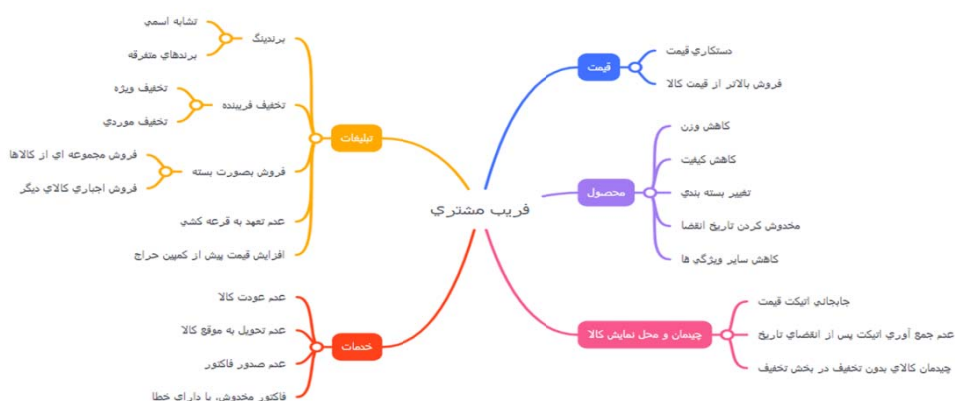 فريب مشتري
قيمت
دستكاري قيمت
فروش بالاتر از قيمت كالا
محصول
كاهش وزن
كاهش كيفيت
تغيير بسته بندي
مخدوش كردن تاريخ انقضا
كاهش ساير ويژگي ها
چيدمان و محل نمايش كالا
جابجائي اتيكت قيمت
عدم جمع آوري اتيكت پس از انقضاي تاريخ
چيدمان كالاي بدون تخفيف در بخش تخفيف
تبليغات
برندينگ
تشابه اسمي
برندهاي متفرقه
تخفيف فريبنده
تخفيف ويژه
تخفيف موردي
فروش بصورت بسته
فروش مجموعه اي از كالاها
فروش اجباري كالاي ديگر
عدم تعهد به قرعه كشي
افزايش قيمت پيش از كمپين حراج
خدمات
عدم عودت كالا
عدم تحويل به موقع كالا
عدم صدور فاكتور
فاكتور مخدوش، يا داراي خطا